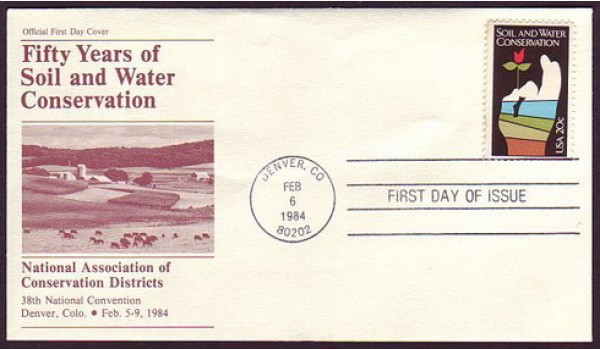 Official First Day Cover
Fifty Years of
Soil and Water
Conservation
National Association of
Conservation Districts
38th National Convention
Denver, Colo. • Feb. 5-9, 1984
DENVER, CO
FEB
6
1984
80202
FIRST DAY OF ISSUE
SOIL AND WATER
CONSERVATION
USA 20c